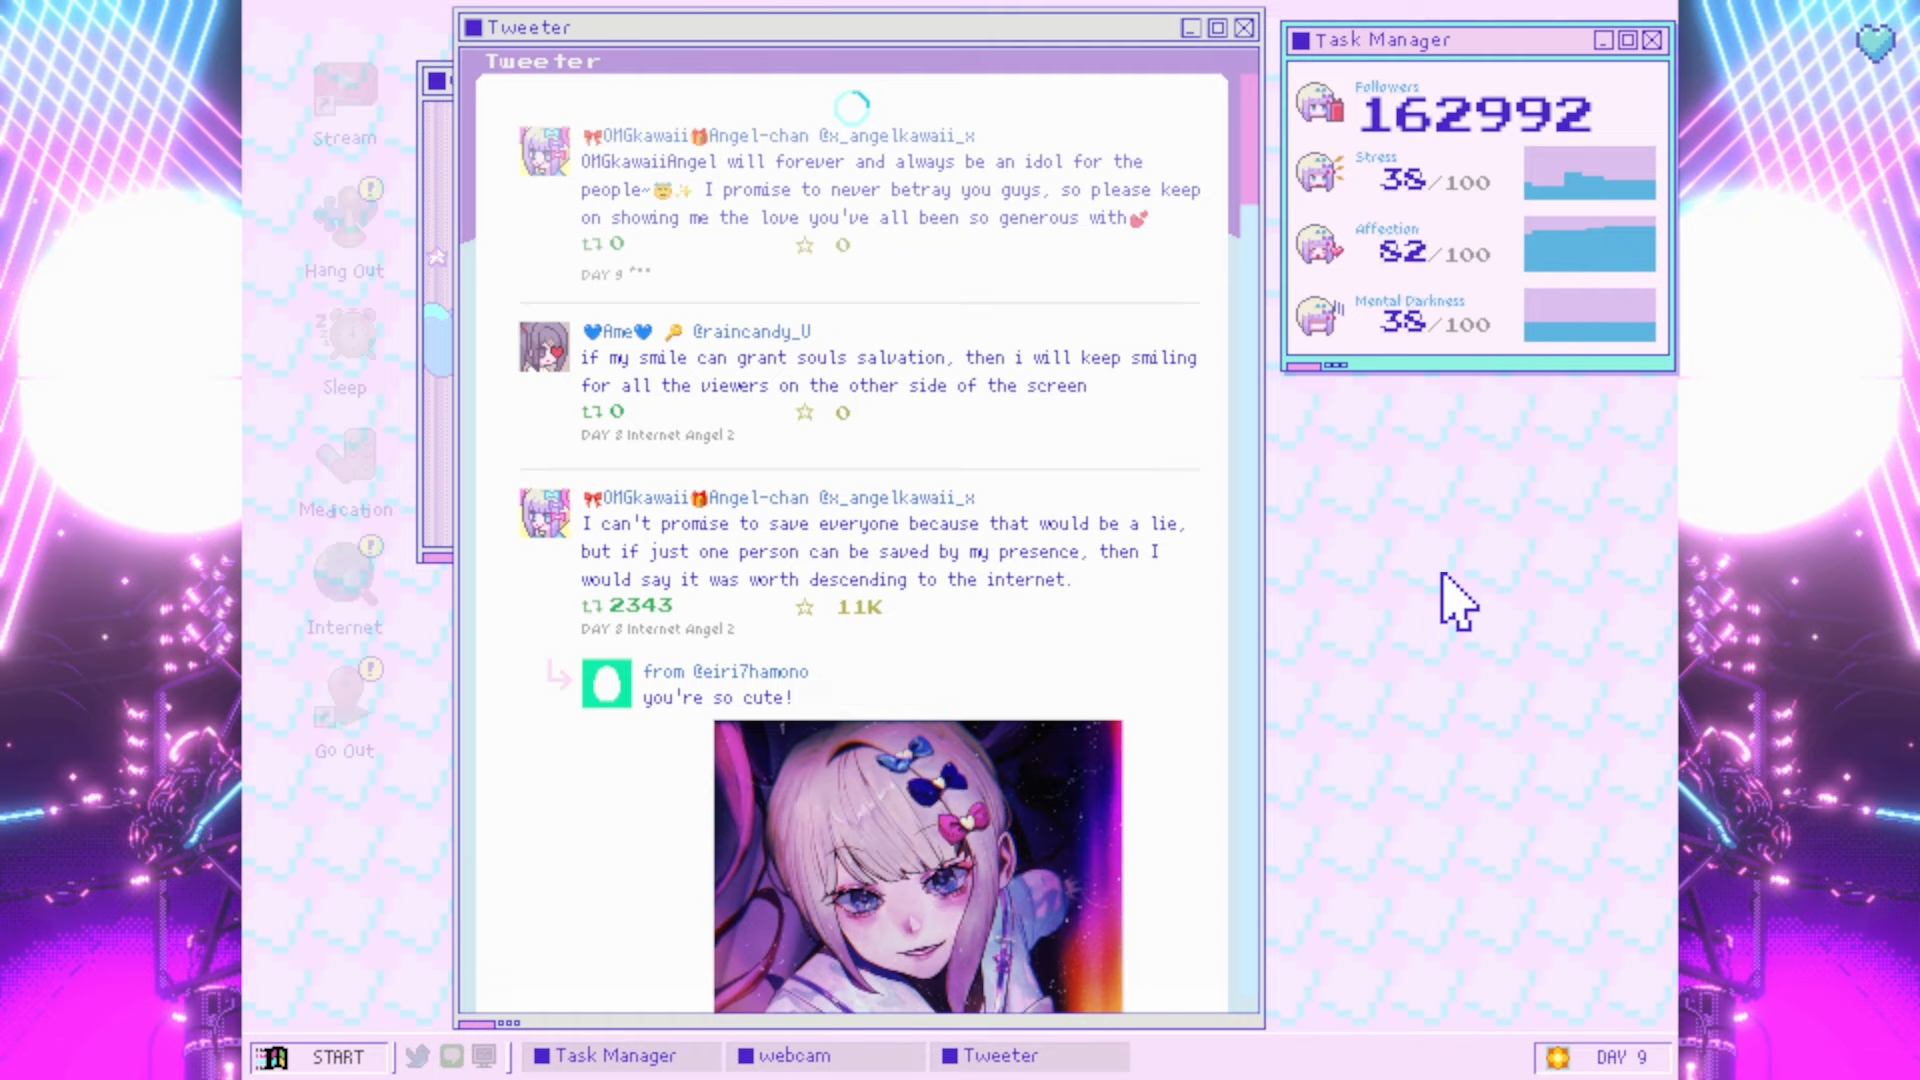 Tweeter
Tweeter
🎀OMGkawaii🎁Angel-chan @x_angelkawaii_x
OMGkawaiiAngel will forever and always be an idol for the
people~😇✨ I promise to never betray you guys, so please keep
on showing me the love you've all been so generous with💕
0 0
DAY 9 ***
💙Ame💙 🔑 @raincandy_U
if my smile can grant souls salvation, then i will keep smiling
for all the viewers on the other side of the screen
0 0
DAY 8 Internet Angel 2
🎀OMGkawaii🎁Angel-chan @x_angelkawaii_x
I can't promise to save everyone because that would be a lie,
but if just one person can be saved by my presence, then I
would say it was worth descending to the internet.
2343 11K
DAY 8 Internet Angel 2
from @eiri7hamono
you're so cute!
Task Manager
Followers
162992
Stress
38/100
Affection
82/100
Mental Darkness
38/100
Stream
Hang Out
Sleep
Medication
Internet
Go Out
START
Task Manager
webcam
Tweeter
DAY 9